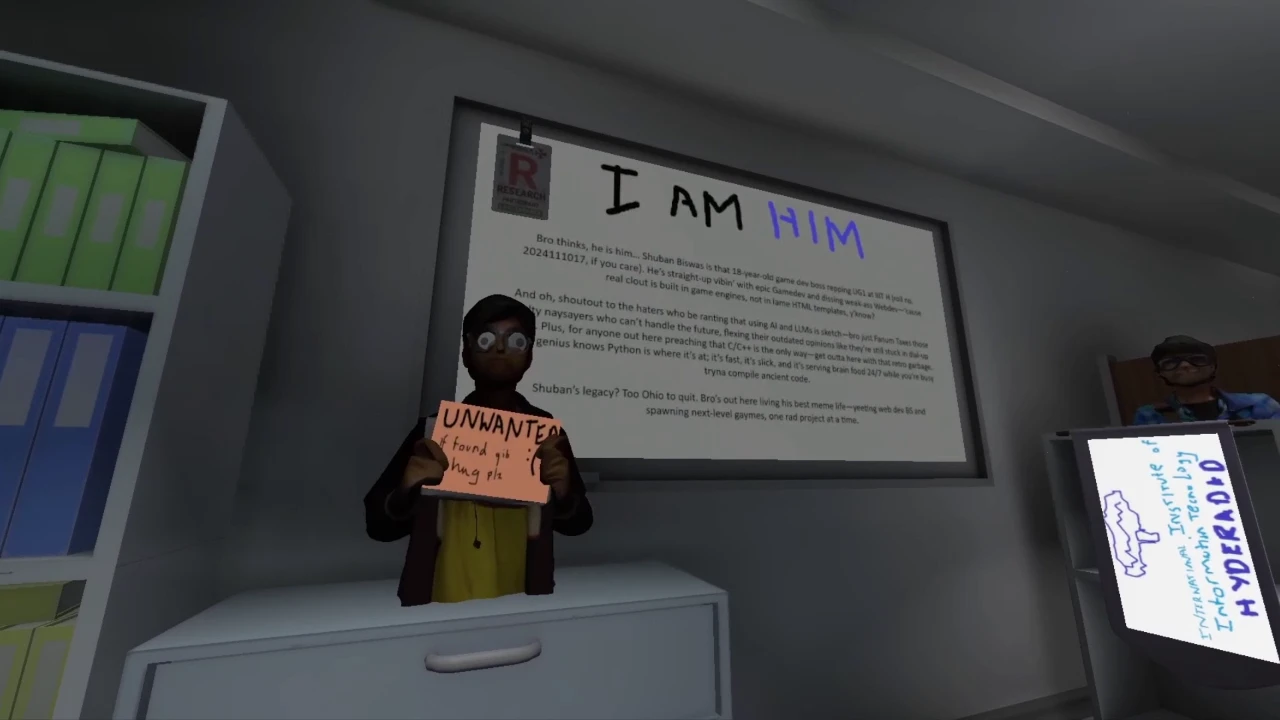 R
RESEARCH
I AM HIM
Bro thinks, he is him... Shuban Biswas is that 18-year-old game dev boss repping UG1 at IIIT H (roll no.
2024111017, if you care). He's straight-up vibin' with epic Gamedev and dissing weak-ass Webdev—'cause
real clout is built in game engines, not in lame HTML templates, y'know?
And oh, shoutout to the haters who be ranting that using AI and LLMs is sketch—bro just Fanum Taxes those
naysayers who can't handle the future, flexing their outdated opinions like they're still stuck in dial-up
Plus, for anyone out here preaching that C/C++ is the only way—get outta here with that retro garbage.
genius knows Python is where it's at; it's fast, it's slick, and it's serving brain food 24/7 while you're busy
tryna compile ancient code.
Shuban's legacy? Too Ohio to quit. Bro's out here living his best meme life—yeeting web dev BS and
spawning next-level gaymes, one rad project at a time.
UNWANTED
if found gib
hug plz :(
INTERNATIONAL INSTITUTE of
Informatin Tecnology
HYDERADID